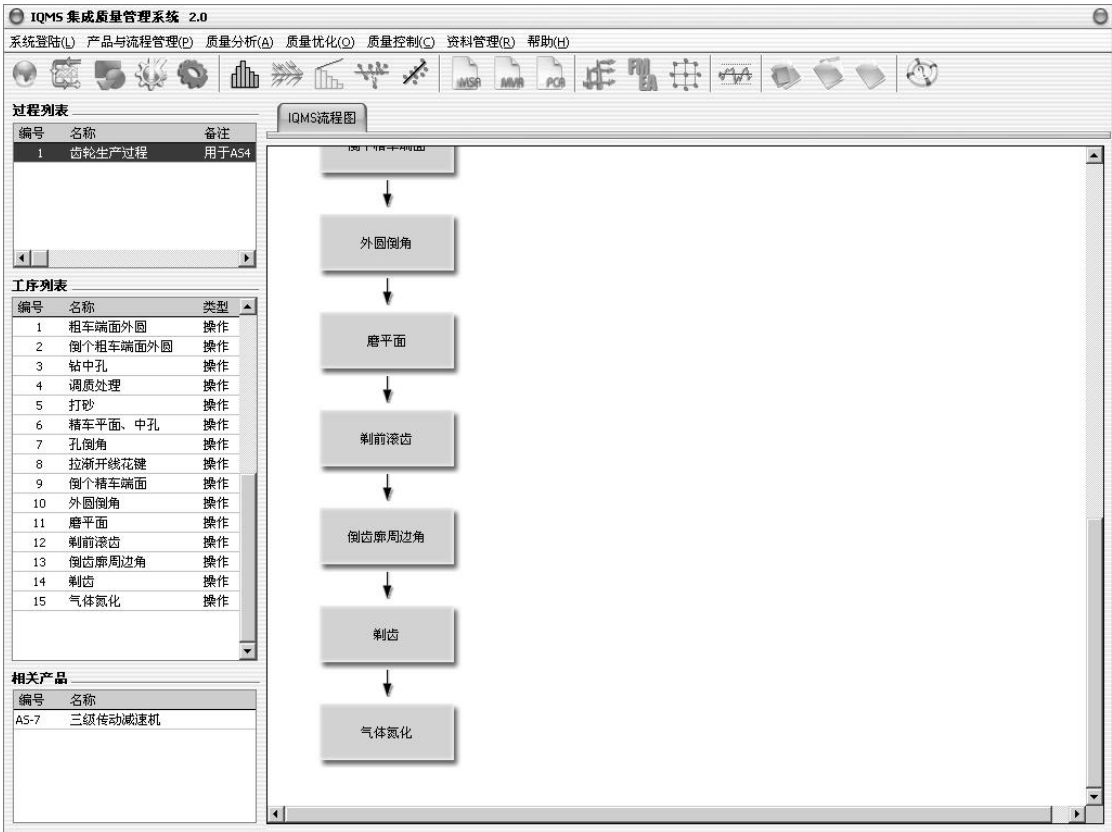 IQMS 集成质量管理系统 2.0
系统登陆(L) 产品与流程管理(P) 质量分析(A) 质量优化(O) 质量控制(C) 资料管理(R) 帮助(H)
MSA MVA PCA FM EA
过程列表
编号 名称 备注
1 齿轮生产过程 用于AS4
工序列表
编号 名称 类型
1 粗车端面外圆 操作
2 倒个粗车端面外圆 操作
3 钻中孔 操作
4 调质处理 操作
5 打砂 操作
6 精车平面、中孔 操作
7 孔倒角 操作
8 拉渐开线花键 操作
9 倒个精车端面 操作
10 外圆倒角 操作
11 磨平面 操作
12 剃前滚齿 操作
13 倒齿廓周边角 操作
14 剃齿 操作
15 气体氮化 操作
相关产品
编号 名称
AS-7 三级传动减速机
IQMS流程图
倒个精车端面
外圆倒角
磨平面
剃前滚齿
倒齿廓周边角
剃齿
气体氮化